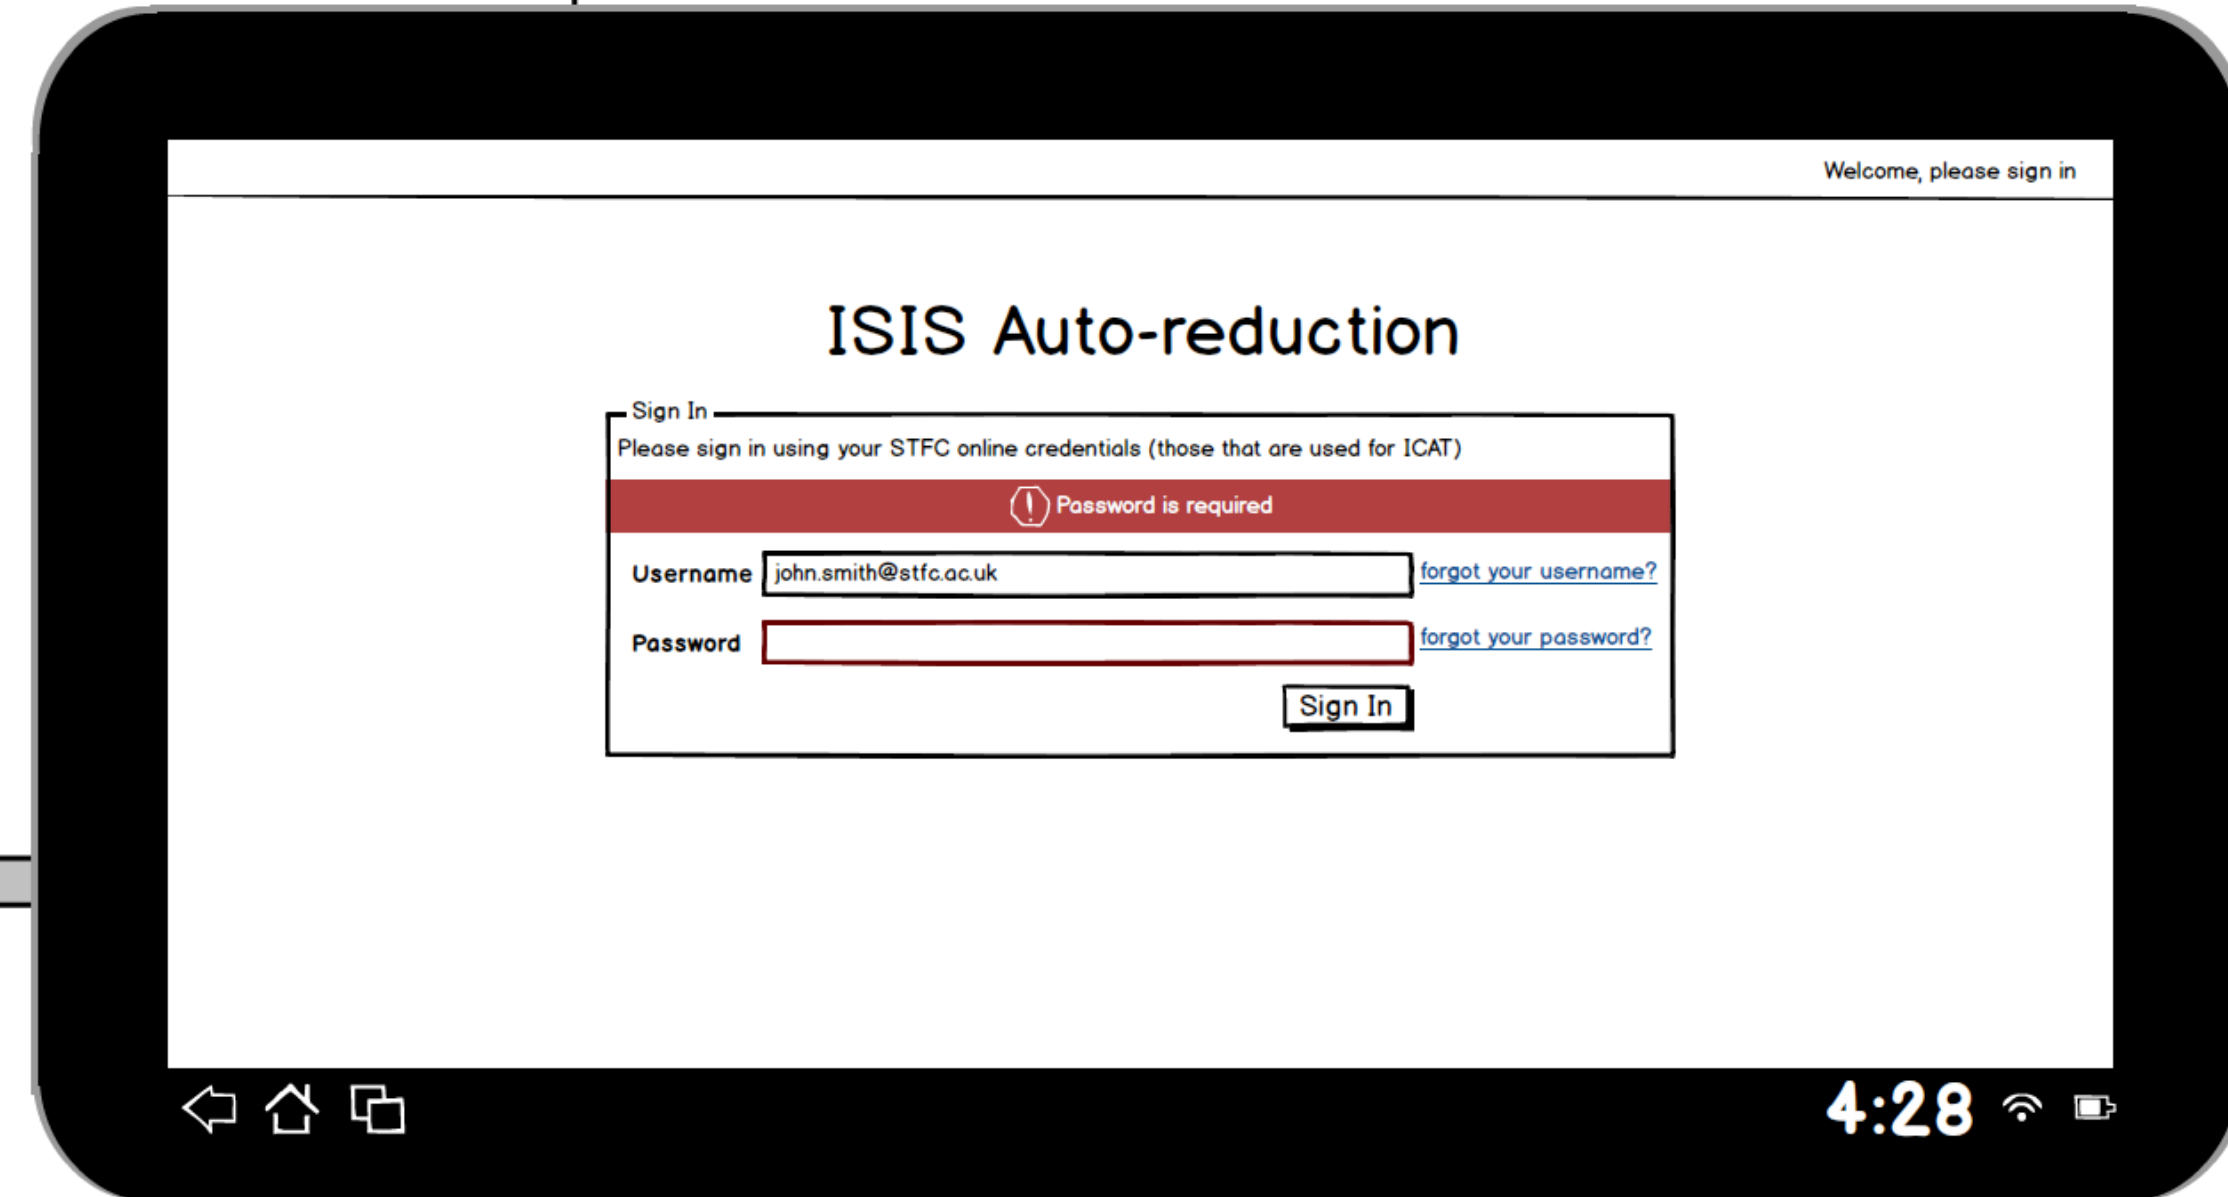 Welcome, please sign in
ISIS Auto-reduction
Sign In
Please sign in using your STFC online credentials (those that are used for ICAT)
Password is required
Username john.smith@stfc.ac.uk forgot your username?
Password forgot your password?
Sign In
4:28